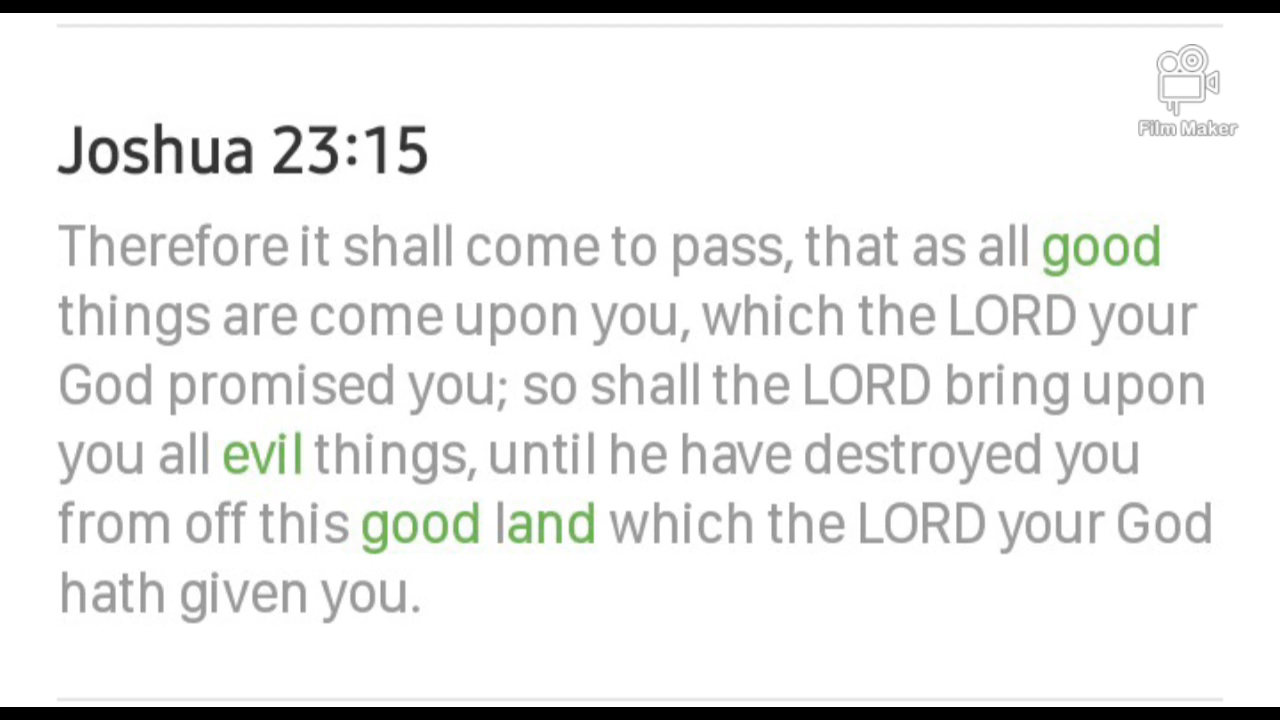 Film Maker
Joshua 23:15
Therefore it shall come to pass, that as all good
things are come upon you, which the LORD your
God promised you; so shall the LORD bring upon
you all evil things, until he have destroyed you
from off this good land which the LORD your God
hath given you.